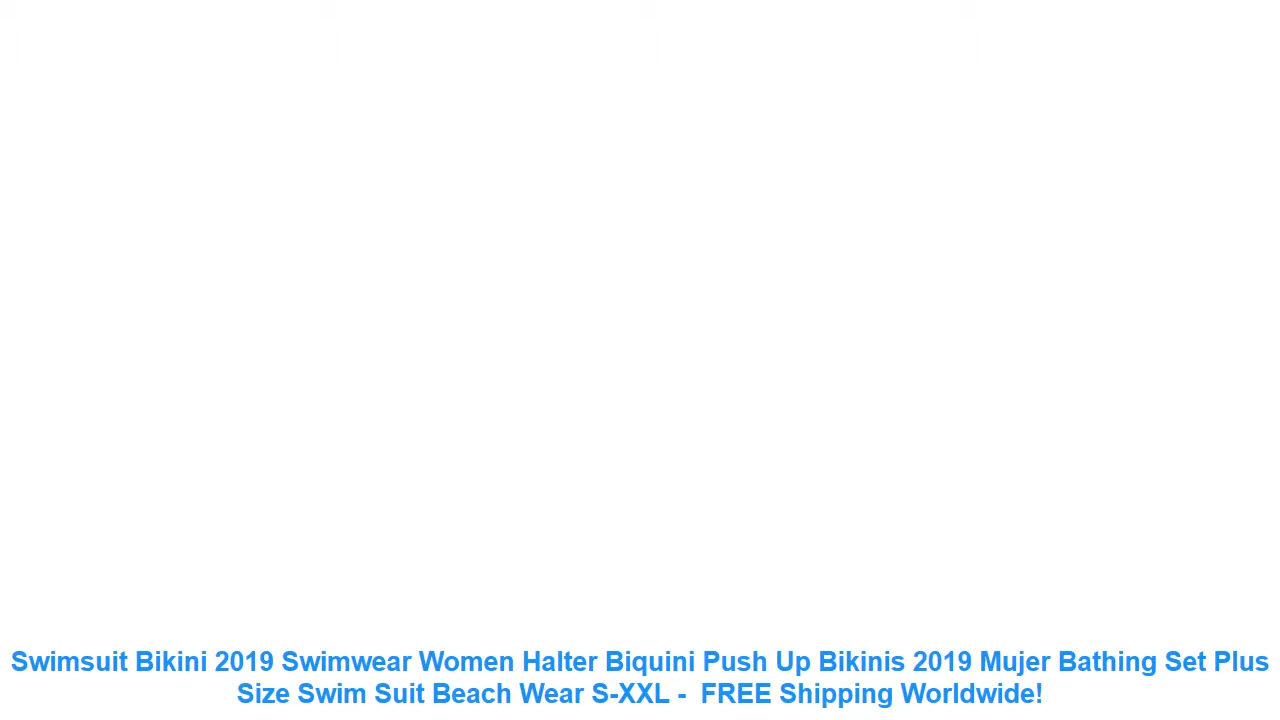 Swimsuit Bikini 2019 Swimwear Women Halter Biquini Push Up Bikinis 2019 Mujer Bathing Set Plus
Size Swim Suit Beach Wear S-XXL -  FREE Shipping Worldwide!